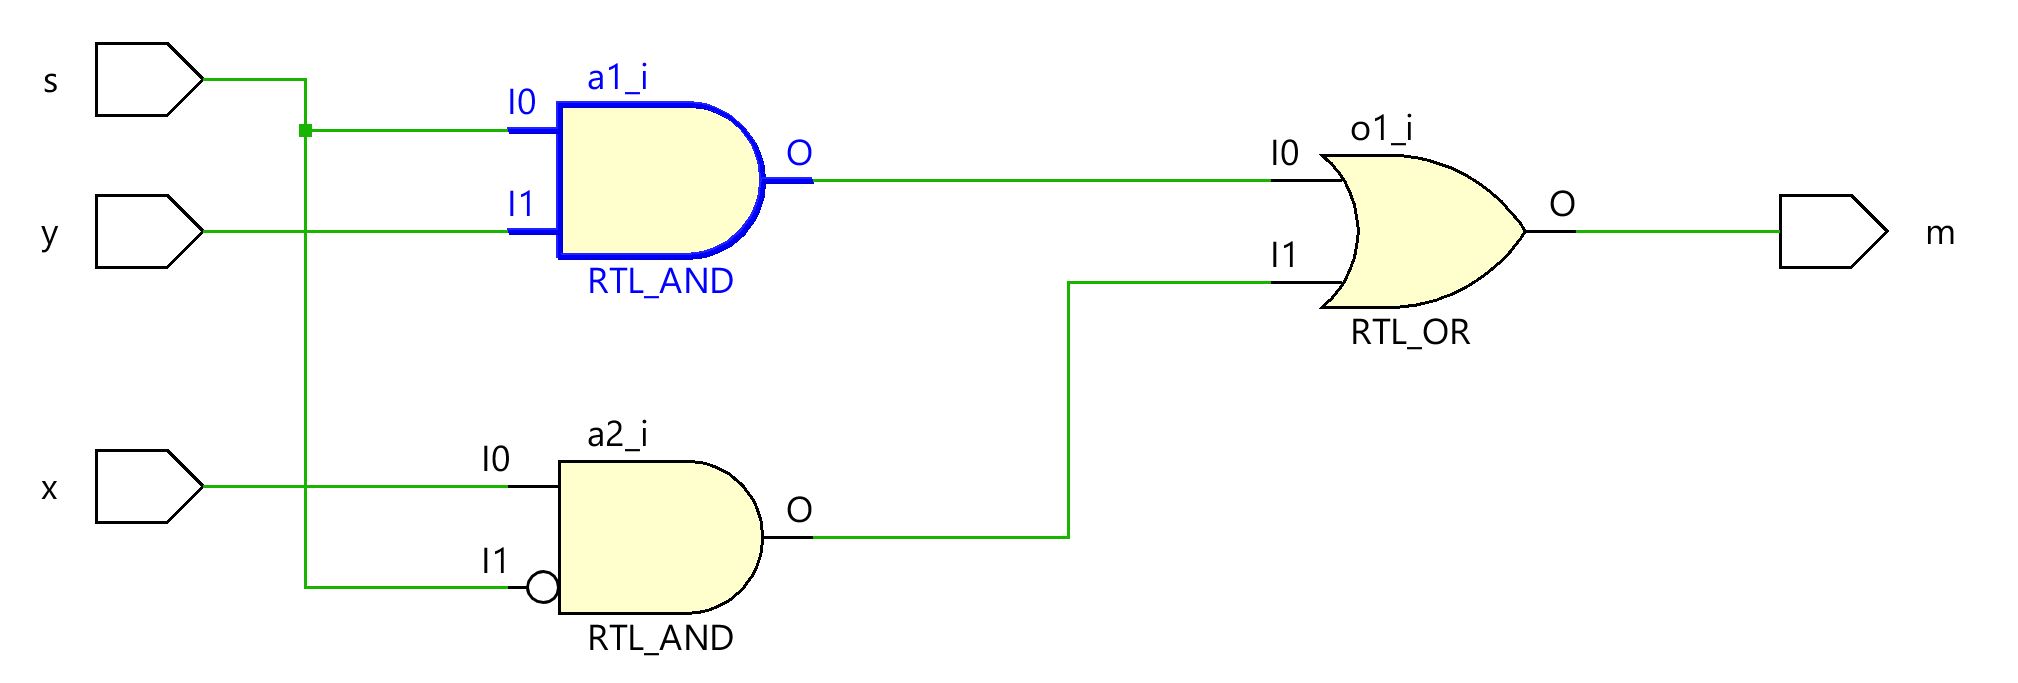 s
a1_i
I0
O
I1
RTL_AND
y
o1_i
I0
O
I1
RTL_OR
m
a2_i
I0
x
O
I1
RTL_AND